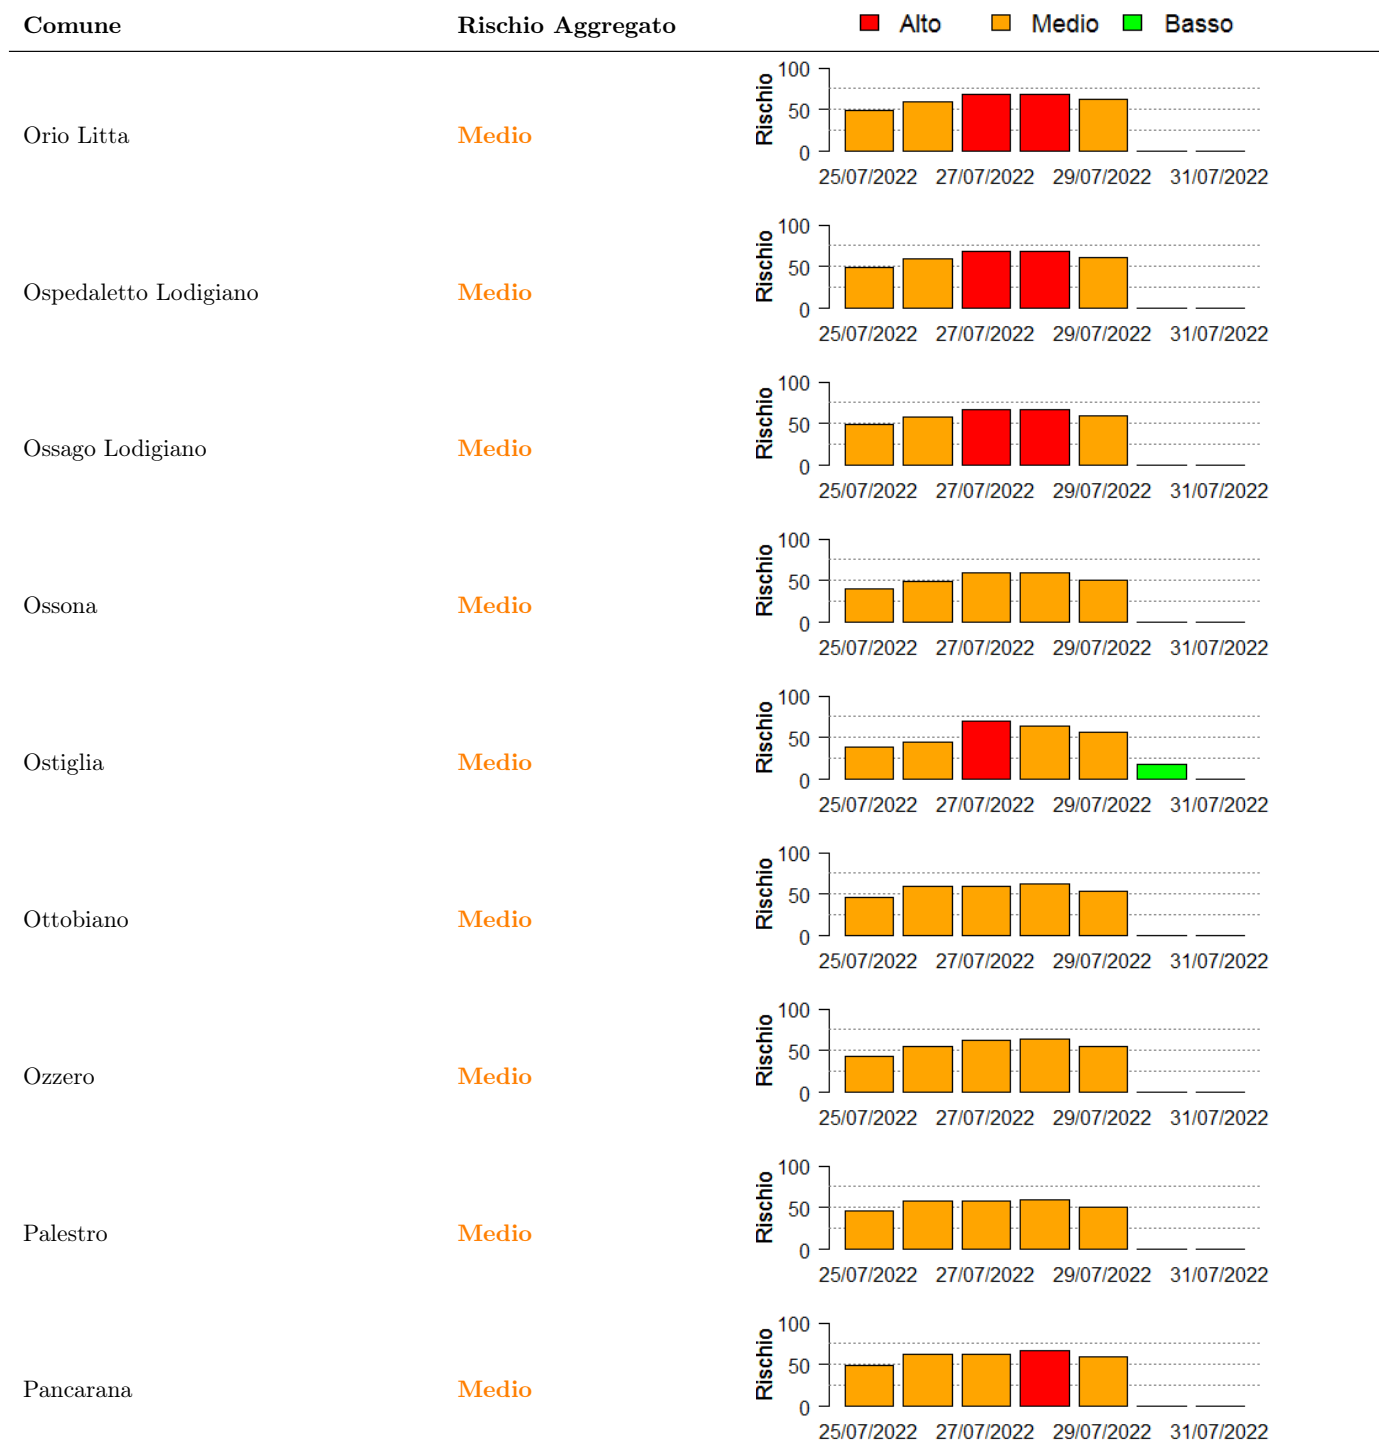 Comune Rischio Aggregato Alto Medio Basso
Orio Litta Medio Rischio 100 50 0
25/07/2022 27/07/2022 29/07/2022 31/07/2022
Ospedaletto Lodigiano Medio Rischio 100 50 0
25/07/2022 27/07/2022 29/07/2022 31/07/2022
Ossago Lodigiano Medio Rischio 100 50 0
25/07/2022 27/07/2022 29/07/2022 31/07/2022
Ossona Medio Rischio 100 50 0
25/07/2022 27/07/2022 29/07/2022 31/07/2022
Ostiglia Medio Rischio 100 50 0
25/07/2022 27/07/2022 29/07/2022 31/07/2022
Ottobiano Medio Rischio 100 50 0
25/07/2022 27/07/2022 29/07/2022 31/07/2022
Ozzero Medio Rischio 100 50 0
25/07/2022 27/07/2022 29/07/2022 31/07/2022
Palestro Medio Rischio 100 50 0
25/07/2022 27/07/2022 29/07/2022 31/07/2022
Pancarana Medio Rischio 100 50 0
25/07/2022 27/07/2022 29/07/2022 31/07/2022